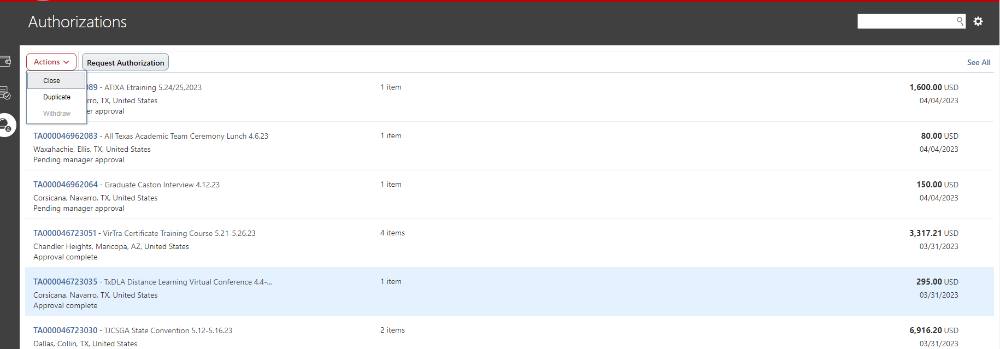 Authorizations
Actions
Request Authorization
See All
Close
Duplicate
Withdraw
089 - ATIXA Etraining 5.24/25,2023
1 item
1,600.00 USD
rro, TX, United States
04/04/2023
er approval
TA000046962083 - All Texas Academic Team Ceremony Lunch 4.6.23
1 item
80.00 USD
Waxahachie, Ellis, TX, United States
04/04/2023
Pending manager approval
TA000046962064 - Graduate Caston Interview 4.12.23
1 item
150.00 USD
Corsicana, Navarro, TX, United States
04/04/2023
Pending manager approval
TA000046723051 - VirTra Certificate Training Course 5.21-5.26.23
4 items
3,317.21 USD
Chandler Heights, Maricopa, AZ, United States
03/31/2023
Approval complete
TA000046723035 - TxDLA Distance Learning Virtual Conference 4.4-...
1 item
295.00 USD
Corsicana, Navarro, TX, United States
03/31/2023
Approval complete
TA000046723030 - TJCSGA State Convention 5.12-5.16.23
2 items
6,916.20 USD
Dallas, Collin, TX, United States
03/31/2023